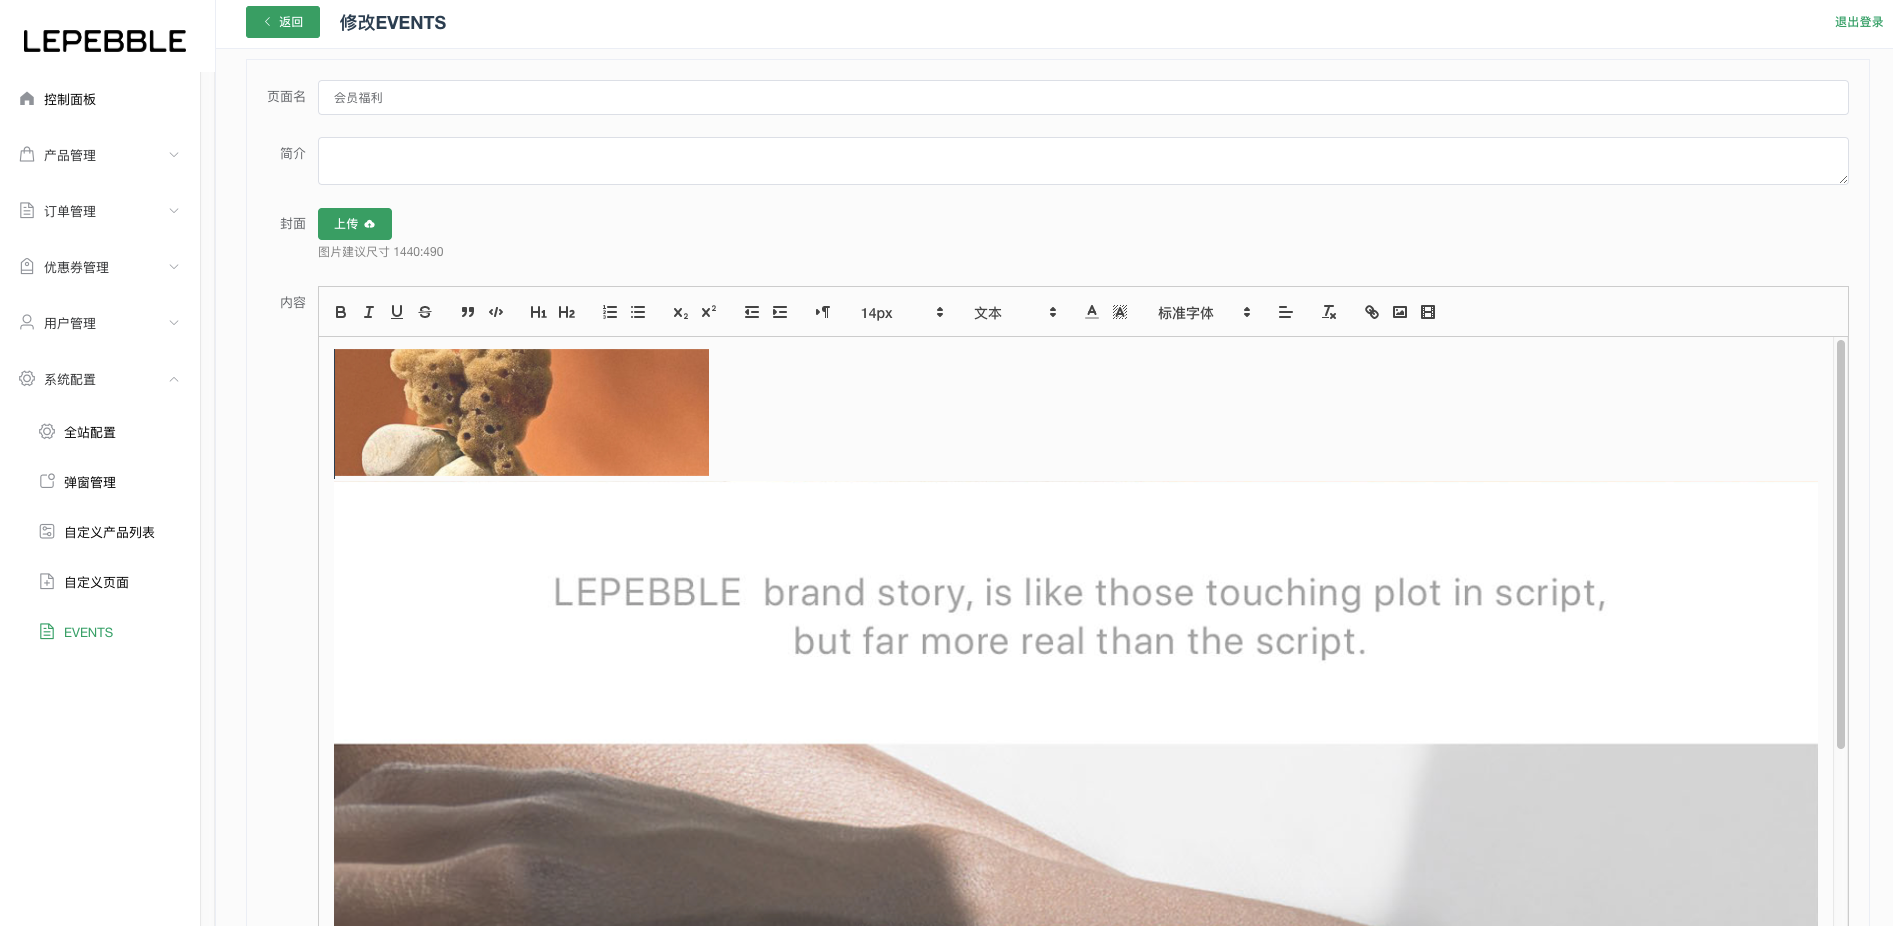 LEPEBBLE
返回
修改EVENTS
退出登录
控制面板
产品管理
订单管理
优惠券管理
用户管理
系统配置
全站配置
弹窗管理
自定义产品列表
自定义页面
EVENTS
页面名
会员福利
简介
封面
上传
图片建议尺寸 1440:490
内容
B I U S H1 H2 X₂ X² 14px 文本 A A 标准字体
LEPEBBLE brand story, is like those touching plot in script,
but far more real than the script.